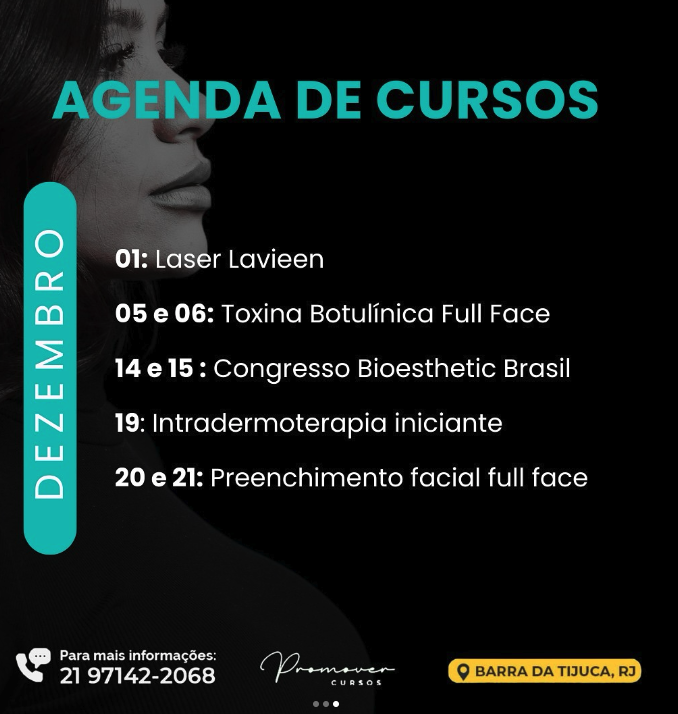 AGENDA DE CURSOS
DEZEMBRO
01: Laser Lavieen
05 e 06: Toxina Botulínica Full Face
14 e 15 : Congresso Bioesthetic Brasil
19: Intradermoterapia iniciante
20 e 21: Preenchimento facial full face
Para mais informações:
21 97142-2068
Promover
CURSOS
BARRA DA TIJUCA, RJ